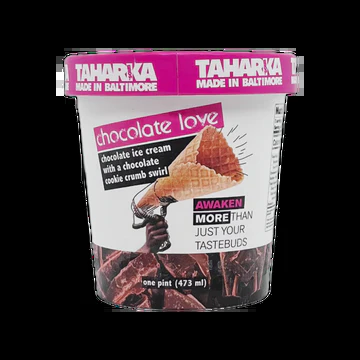 TAHARKA
MADE IN BALTIMORE
TAHARKA
MADE IN BALTIMORE
chocolate love
chocolate ice cream
with a chocolate
cookie crumb swirl
AWAKEN
MORE THAN
JUST YOUR
TASTEBUDS
one pint (473 ml)